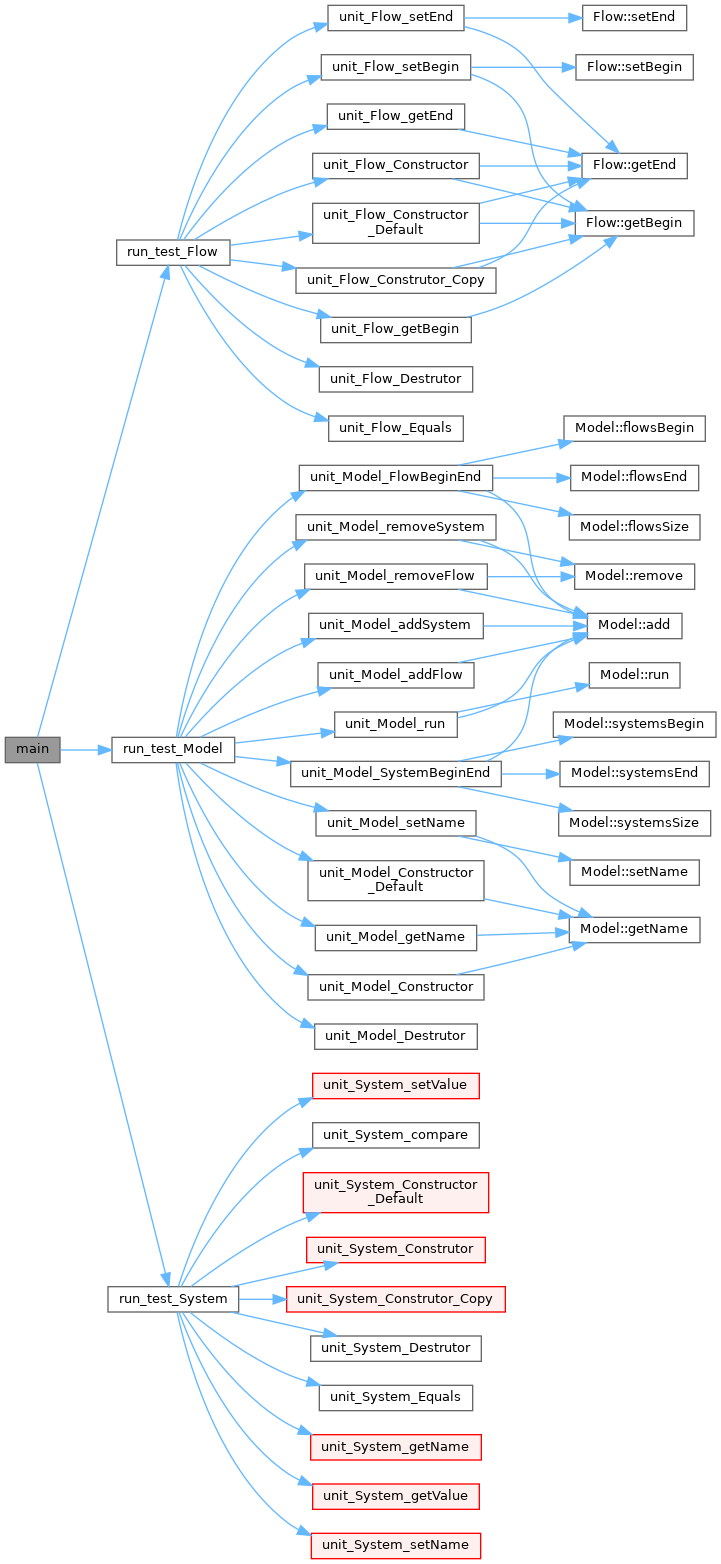 main
run_test_Flow
unit_Flow_setEnd
Flow::setEnd
unit_Flow_setBegin
Flow::setBegin
unit_Flow_getEnd
unit_Flow_Constructor
Flow::getEnd
unit_Flow_Constructor
_Default
Flow::getBegin
unit_Flow_Construtor_Copy
unit_Flow_getBegin
unit_Flow_Destrutor
unit_Flow_Equals
run_test_Model
unit_Model_FlowBeginEnd
Model::flowsBegin
Model::flowsEnd
Model::flowsSize
unit_Model_removeSystem
unit_Model_removeFlow
Model::remove
unit_Model_addSystem
Model::add
unit_Model_addFlow
Model::run
unit_Model_run
Model::systemsBegin
unit_Model_SystemBeginEnd
Model::systemsEnd
Model::systemsSize
unit_Model_setName
Model::setName
unit_Model_Constructor
_Default
Model::getName
unit_Model_getName
unit_Model_Constructor
unit_Model_Destrutor
run_test_System
unit_System_setValue
unit_System_compare
unit_System_Constructor
_Default
unit_System_Construtor
unit_System_Construtor_Copy
unit_System_Destrutor
unit_System_Equals
unit_System_getName
unit_System_getValue
unit_System_setName